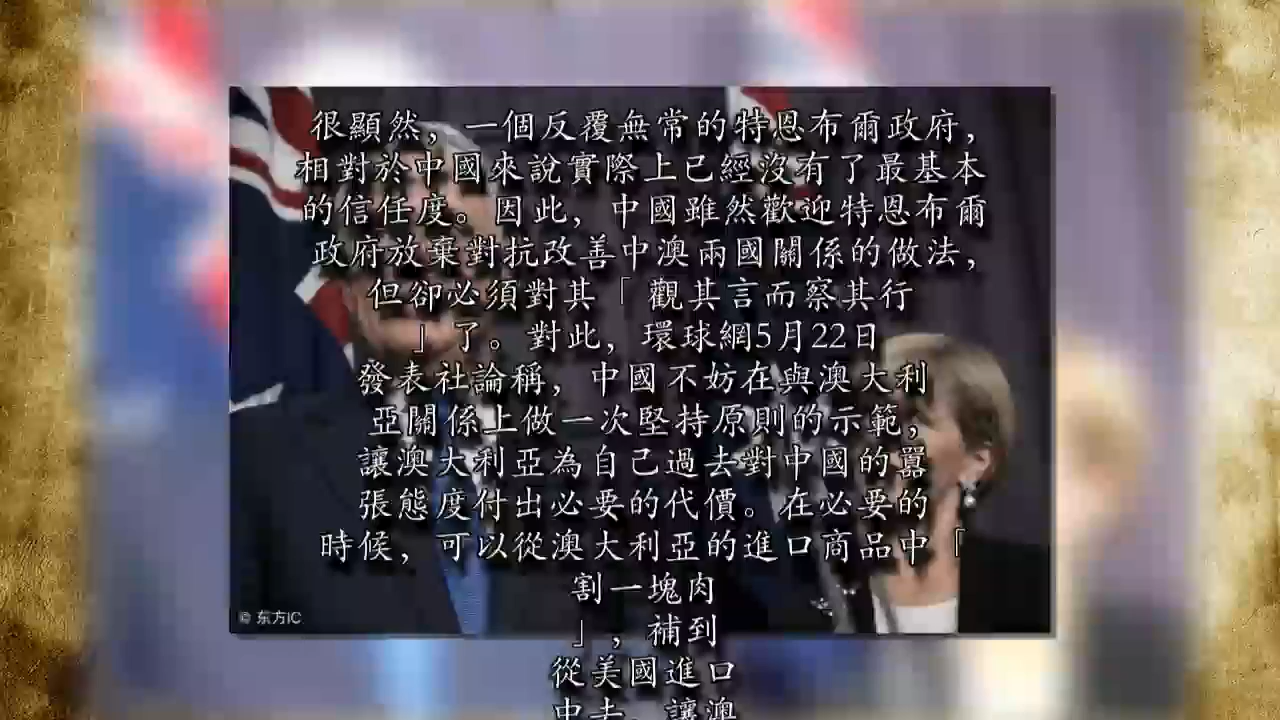 很顯然，一個反覆無常的特恩布爾政府，
相對於中國來說實際上已經沒有了最基本
的信任度。因此，中國雖然歡迎特恩布爾
政府放棄對抗改善中澳兩國關係的做法，
但卻必須對其「觀其言而察其行
」了。對此，環球網5月22日
發表社論稱，中國不妨在與澳大利
亞關係上做一次堅持原則的示範，
讓澳大利亞為自己過去對中國的囂
張態度付出必要的代價。在必要的
時候，可以從澳大利亞的進口商品中「
割一塊肉
」，補到
從美國進口
中去，讓澳
© 东方IC